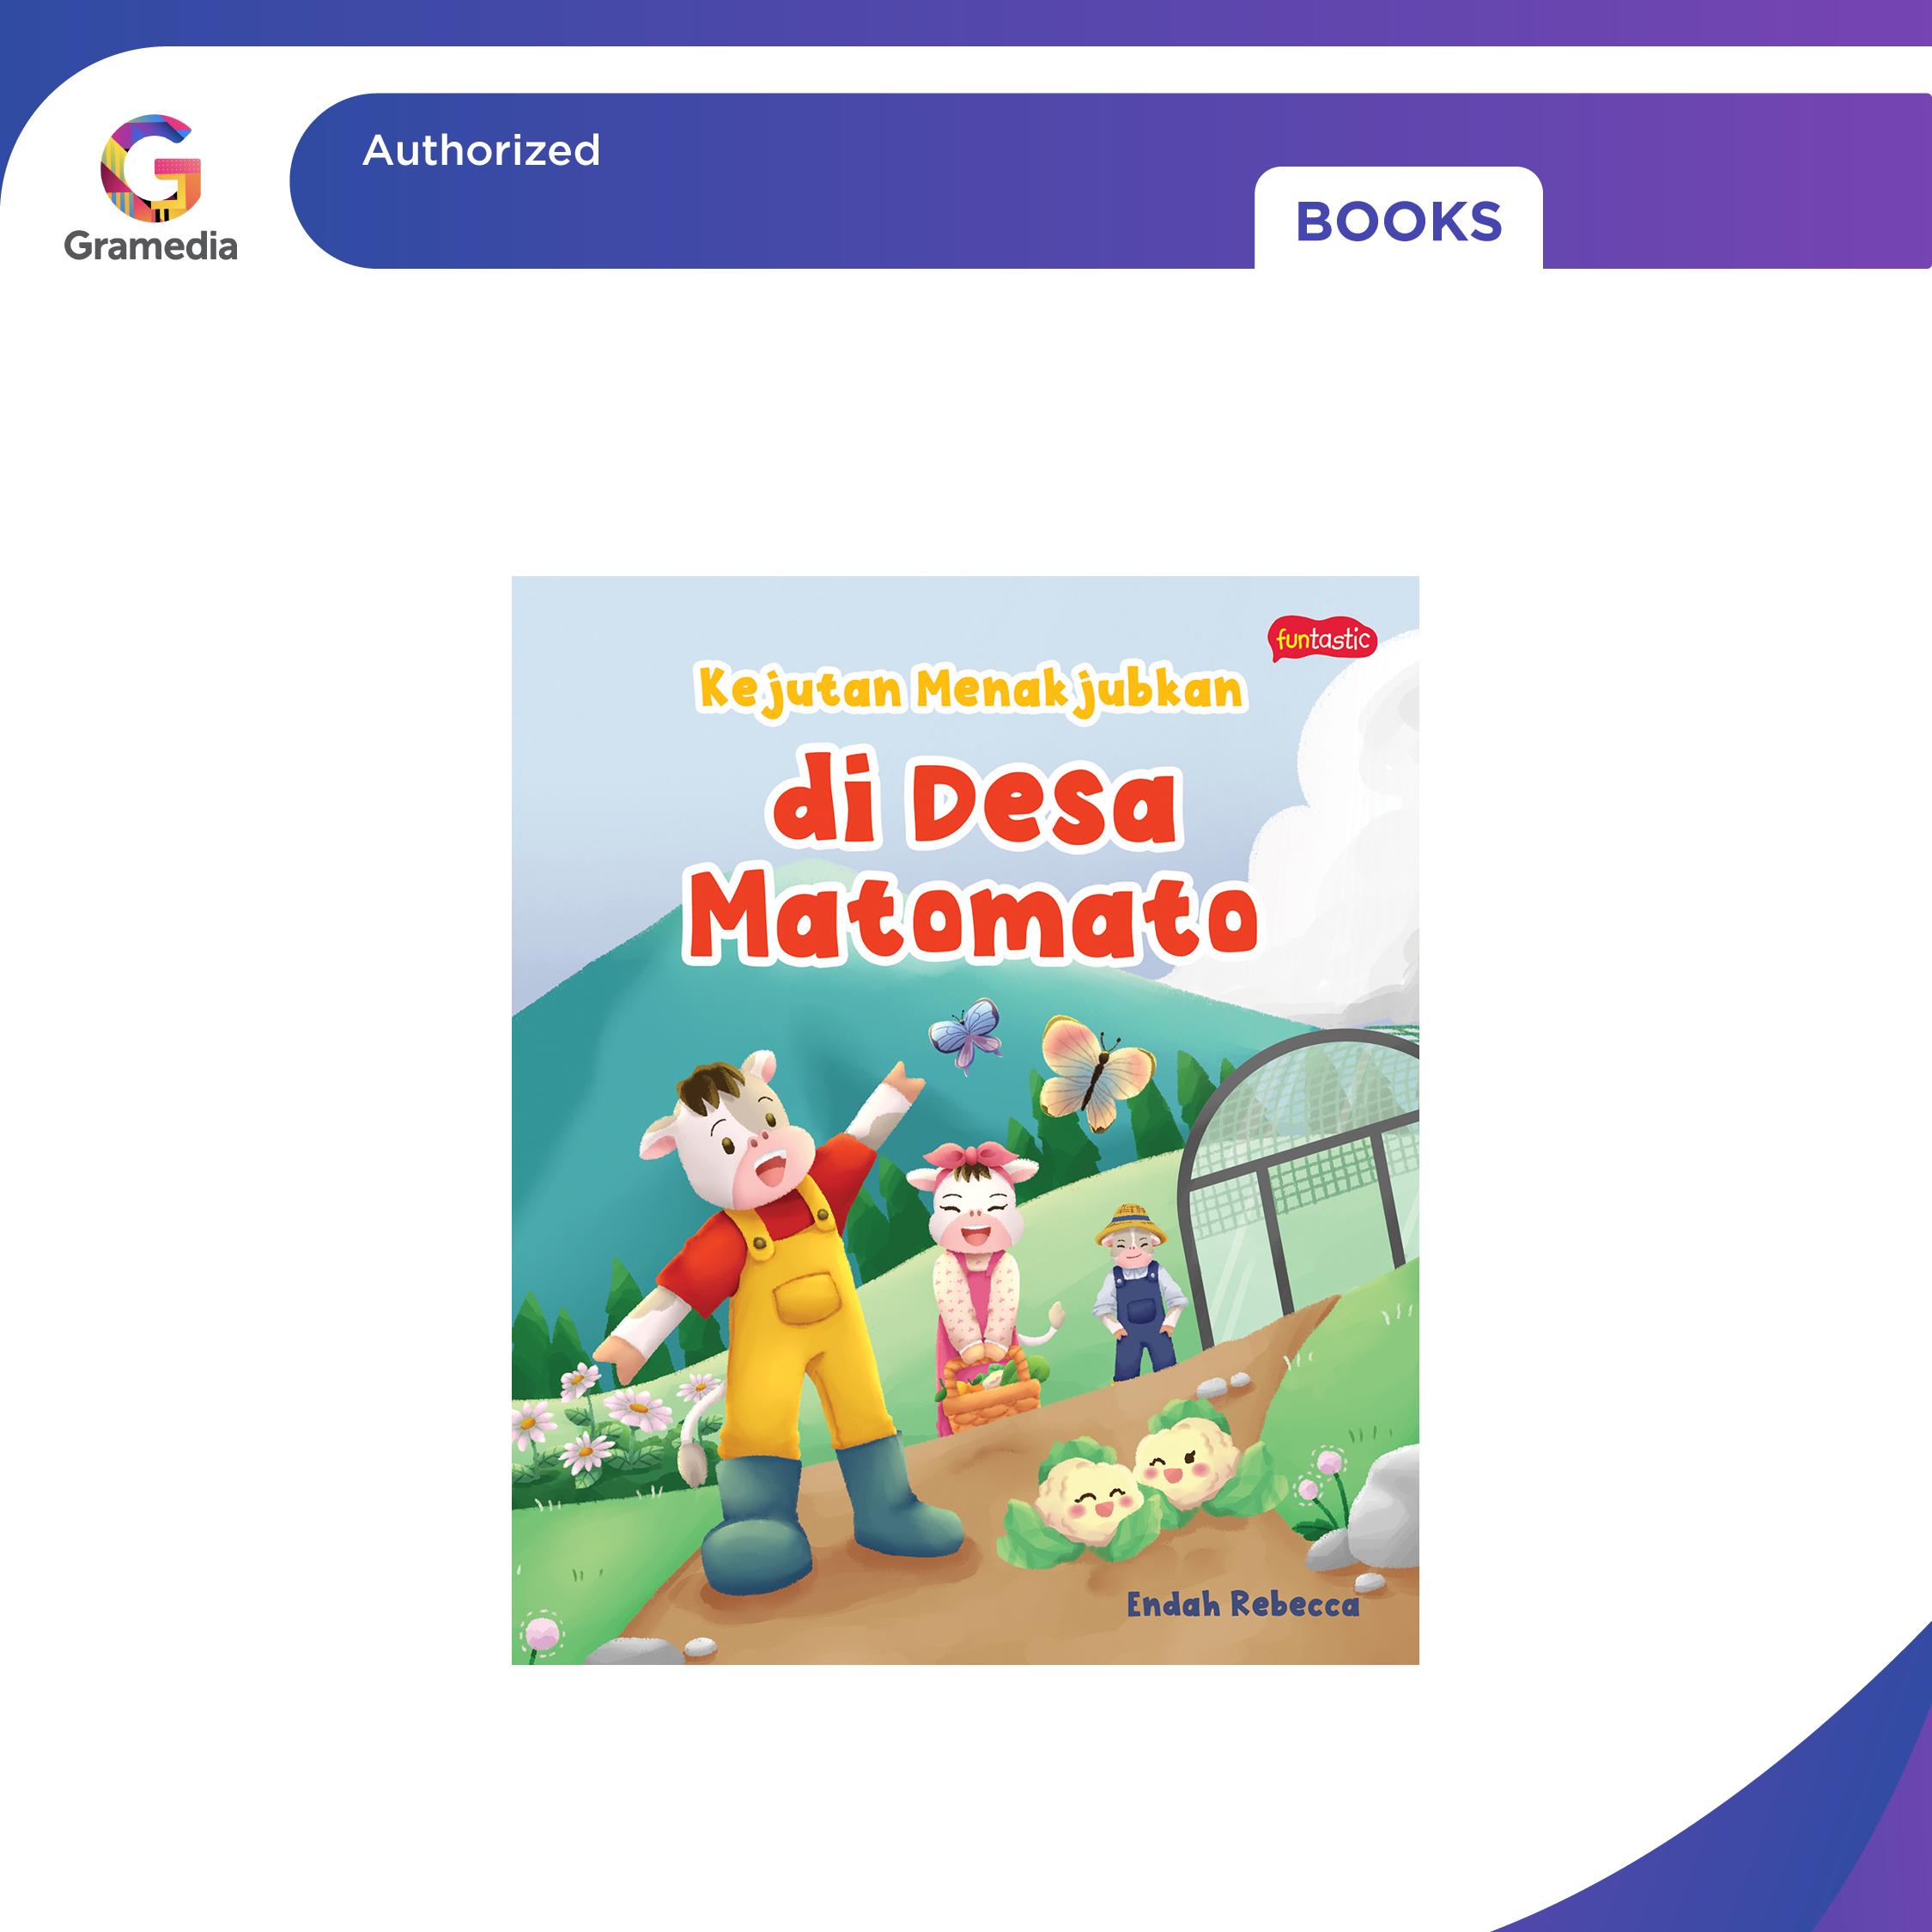 Gramedia
Authorized
BOOKS
funtastic
Kejutan Menakjubkan
di Desa
Matomato
Endah Rebecca